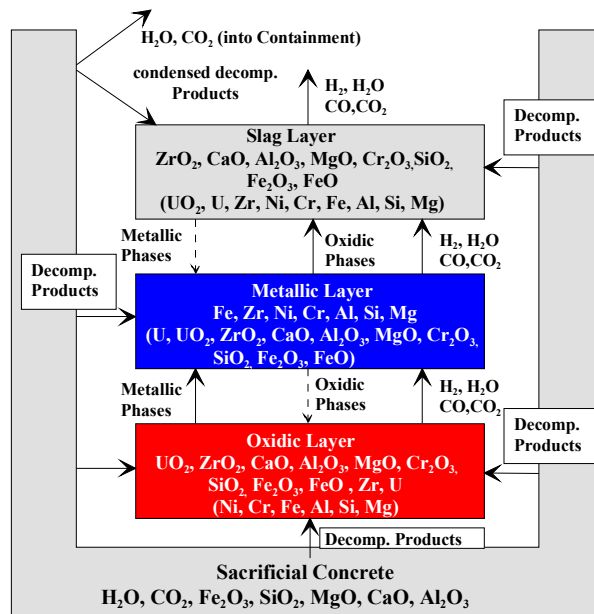 H₂O, CO₂ (into Containment)
condensed decomp.
Products
H₂, H₂O
CO,CO₂
Decomp.
Products
Slag Layer
ZrO₂, CaO, Al₂O₃, MgO, Cr₂O₃,SiO₂,
Fe₂O₃, FeO
(UO₂, U, Zr, Ni, Cr, Fe, Al, Si, Mg)
Metallic
Phases
Oxidic
Phases
H₂, H₂O
CO,CO₂
Decomp.
Products
Metallic Layer
Fe, Zr, Ni, Cr, Al, Si, Mg
(U, UO₂, ZrO₂, CaO, Al₂O₃, MgO, Cr₂O₃,
SiO₂, Fe₂O₃, FeO)
Metallic
Phases
Oxidic
Phases
H₂, H₂O
CO,CO₂
Decomp.
Products
Oxidic Layer
UO₂, ZrO₂, CaO, Al₂O₃, MgO, Cr₂O₃,
SiO₂, Fe₂O₃, FeO , Zr, U
(Ni, Cr, Fe, Al, Si, Mg)
Decomp. Products
Sacrificial Concrete
H₂O, CO₂, Fe₂O₃, SiO₂, MgO, CaO, Al₂O₃